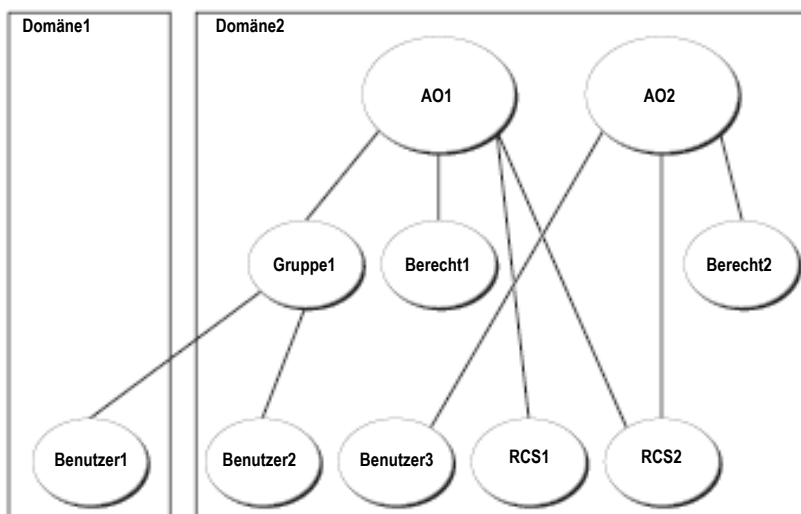 Domäne1
Domäne2
AO1
AO2
Gruppe1
Berecht1
Berecht2
Benutzer1
Benutzer2
Benutzer3
RCS1
RCS2